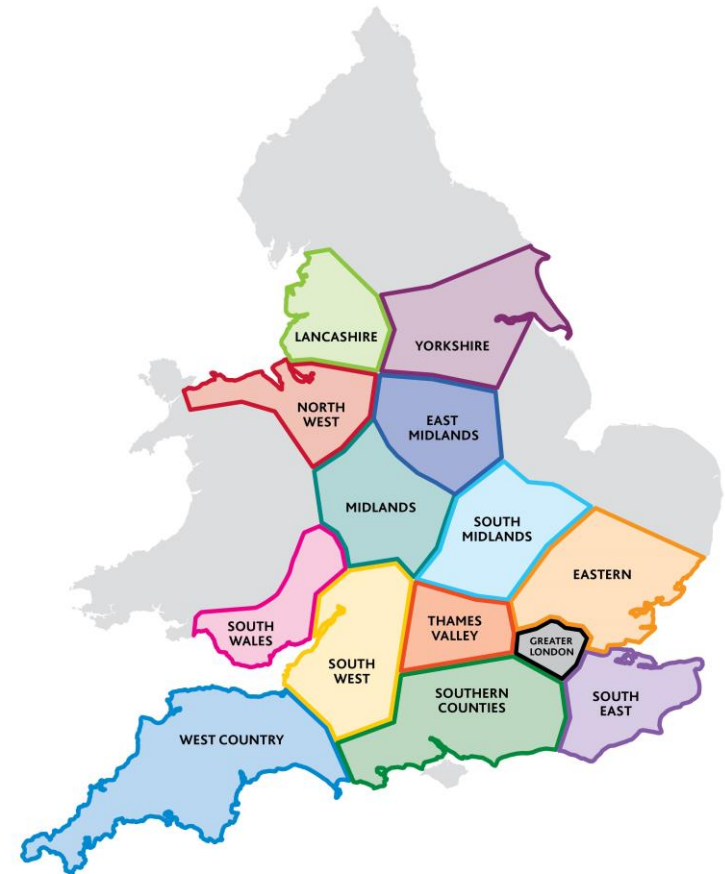 LANCASHIRE
YORKSHIRE
NORTH
WEST
EAST
MIDLANDS
MIDLANDS
SOUTH
MIDLANDS
EASTERN
SOUTH
WALES
THAMES
VALLEY
GREATER
LONDON
SOUTH
WEST
SOUTHERN
COUNTIES
SOUTH
EAST
WEST COUNTRY